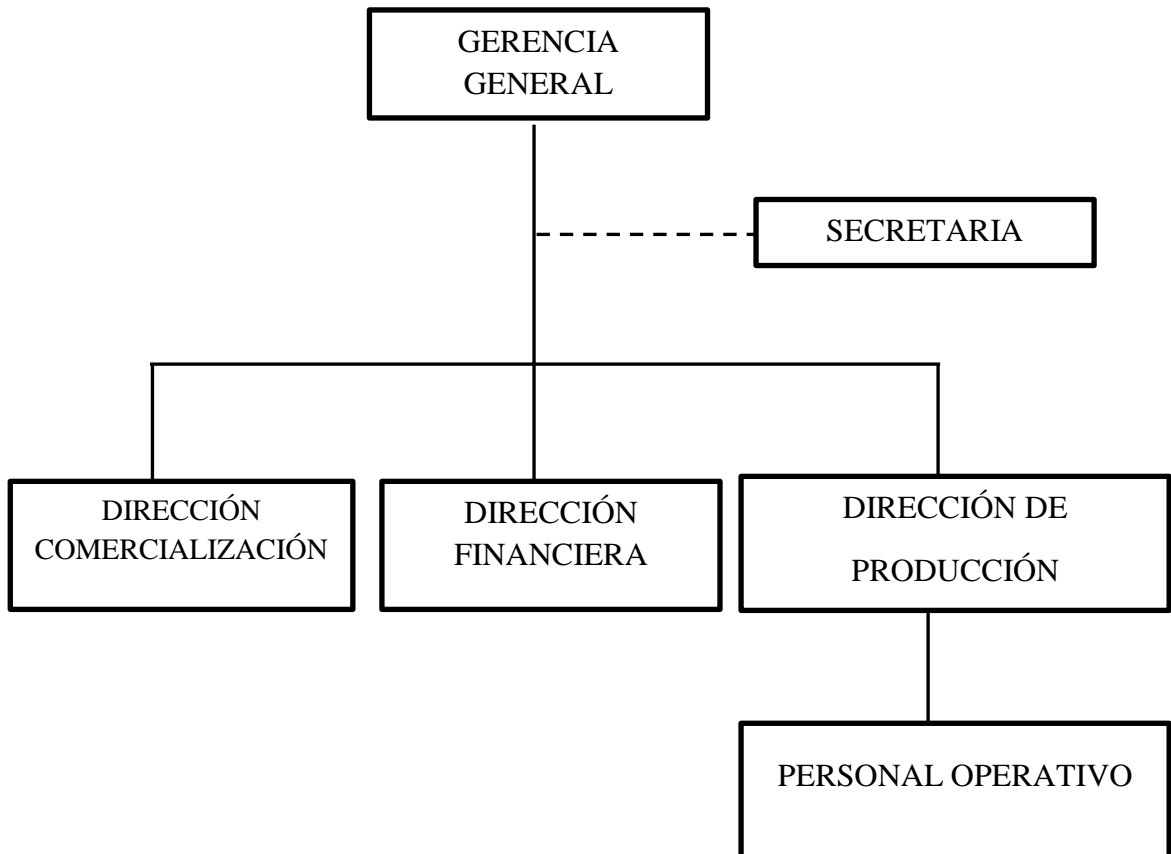 GERENCIA
GENERAL
SECRETARIA
DIRECCIÓN
COMERCIALIZACIÓN
DIRECCIÓN
FINANCIERA
DIRECCIÓN DE
PRODUCCIÓN
PERSONAL OPERATIVO